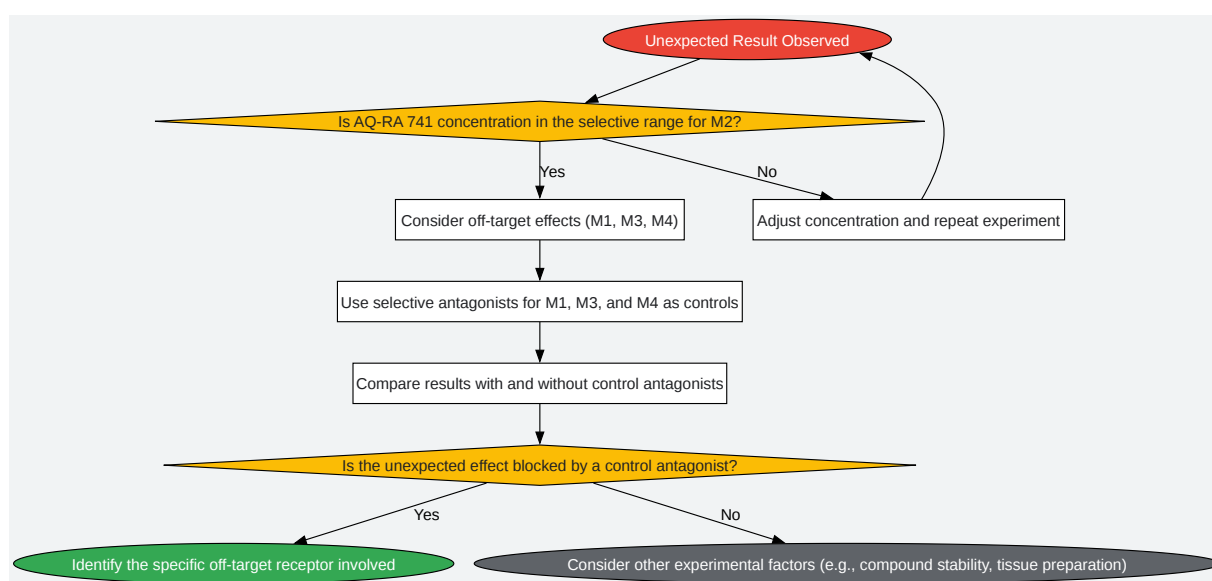 Unexpected Result Observed
Is AQ-RA 741 concentration in the selective range for M2?
Yes
No
Consider off-target effects (M1, M3, M4)
Adjust concentration and repeat experiment
Use selective antagonists for M1, M3, and M4 as controls
Compare results with and without control antagonists
Is the unexpected effect blocked by a control antagonist?
Yes
No
Identify the specific off-target receptor involved
Consider other experimental factors (e.g., compound stability, tissue preparation)